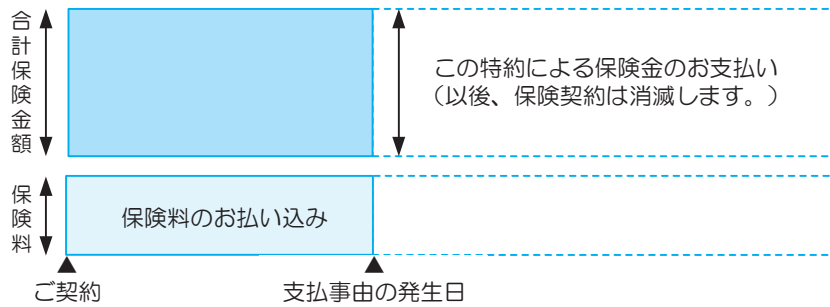 合計保険金額
この特約による保険金のお支払い
(以後、保険契約は消滅します。)
保険料
保険料のお払い込み
ご契約
支払事由の発生日